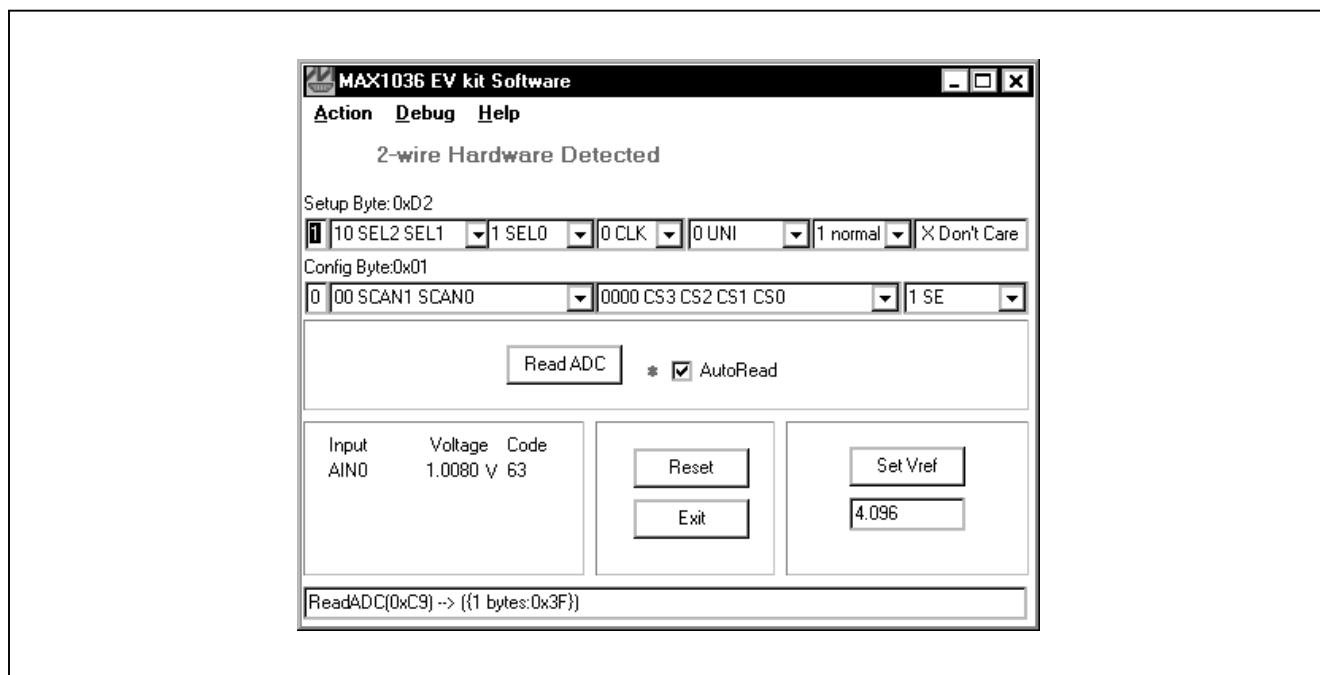 MAX1036 EV kit Software
Action Debug Help
2-wire Hardware Detected
Setup Byte: 0xD2
1 10 SEL2 SEL1 1 SEL0 0 CLK 0 UNI 1 normal X Don't Care
Config Byte:0x01
0 00 SCAN1 SCAN0 0000 CS3 CS2 CS1 CS0 1 SE
Read ADC * AutoRead
Input Voltage Code
AIN0 1.0080 V 63
Reset
Exit
Set Vref
4.096
ReadADC(0xC9) --> ({1 bytes:0x3F})